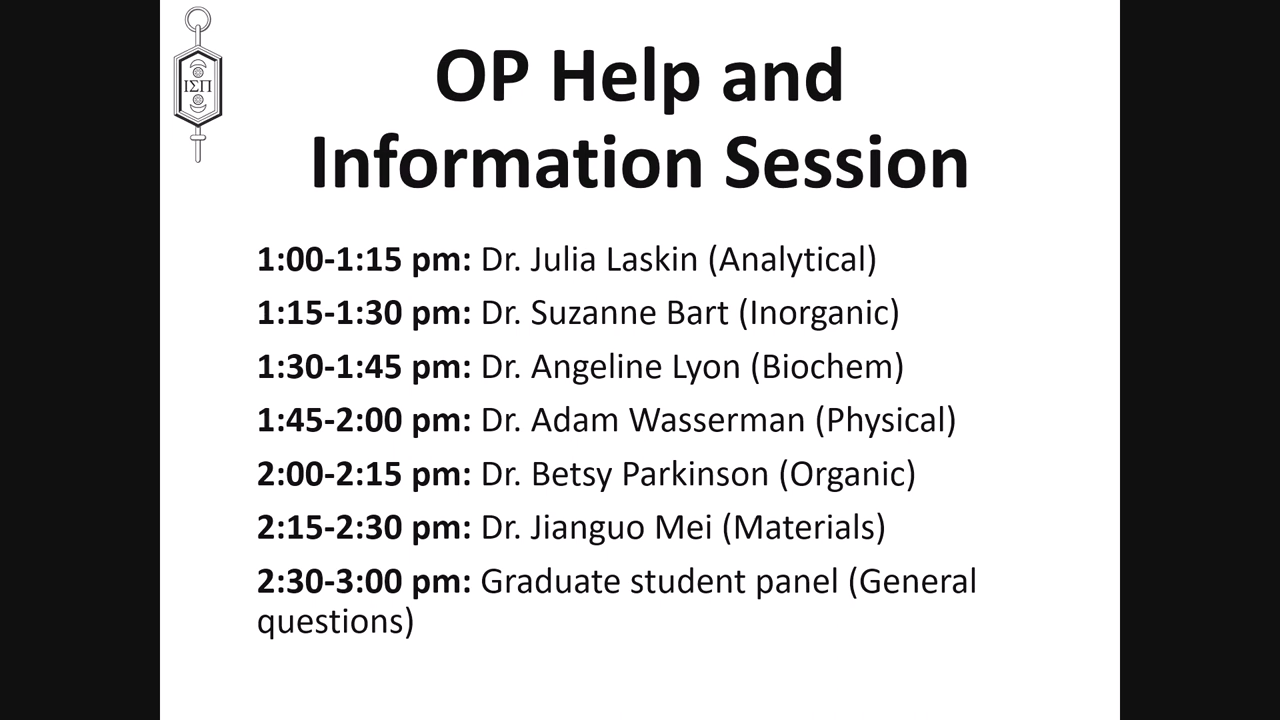 ΙΣΠ
OP Help and
Information Session
1:00-1:15 pm: Dr. Julia Laskin (Analytical)
1:15-1:30 pm: Dr. Suzanne Bart (Inorganic)
1:30-1:45 pm: Dr. Angeline Lyon (Biochem)
1:45-2:00 pm: Dr. Adam Wasserman (Physical)
2:00-2:15 pm: Dr. Betsy Parkinson (Organic)
2:15-2:30 pm: Dr. Jianguo Mei (Materials)
2:30-3:00 pm: Graduate student panel (General
questions)